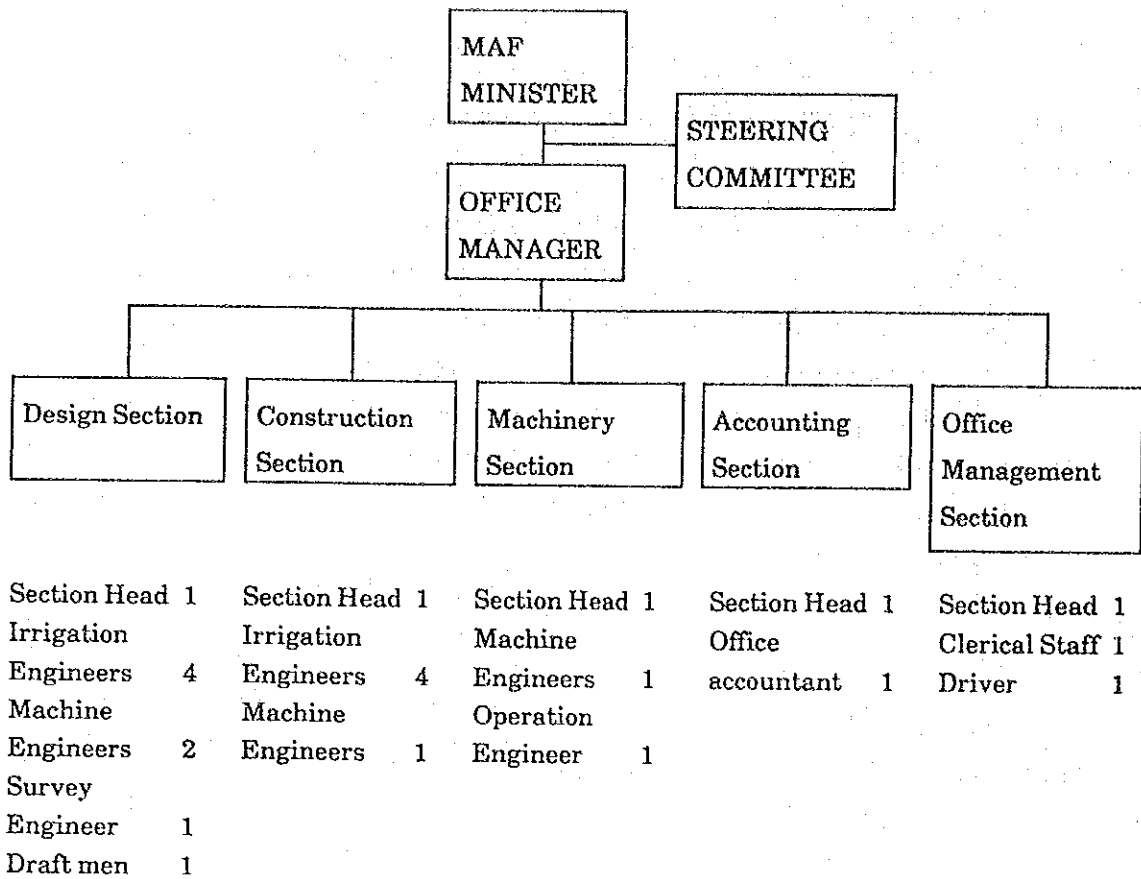 MAF
MINISTER
STEERING
COMMITTEE
OFFICE
MANAGER
Design Section
Construction
Section
Machinery
Section
Accounting
Section
Office
Management
Section
Section Head 1
Irrigation
Engineers 4
Machine
Engineers 2
Survey
Engineer 1
Draft men 1
Section Head 1
Irrigation
Engineers 4
Machine
Engineers 1
Section Head 1
Machine
Engineers 1
Operation
Engineer 1
Section Head 1
Office
accountant 1
Section Head 1
Clerical Staff 1
Driver 1